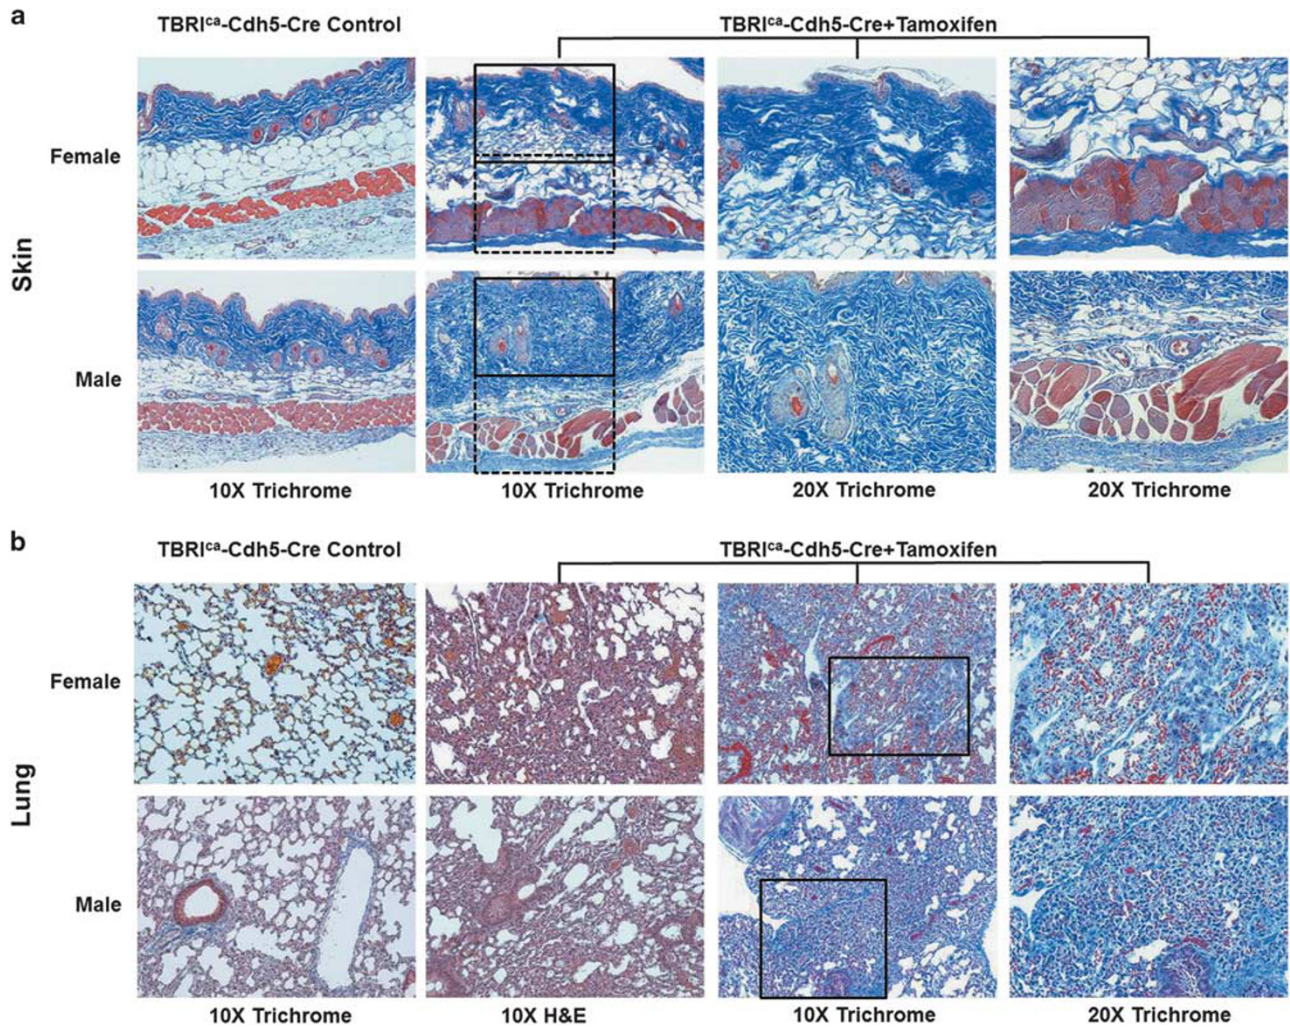 a
TBRIᶜᵃ-Cdh5-Cre Control
TBRIᶜᵃ-Cdh5-Cre+Tamoxifen
Skin
Female
Male
10X Trichrome
10X Trichrome
20X Trichrome
20X Trichrome
b
TBRIᶜᵃ-Cdh5-Cre Control
TBRIᶜᵃ-Cdh5-Cre+Tamoxifen
Lung
Female
Male
10X Trichrome
10X H&E
10X Trichrome
20X Trichrome